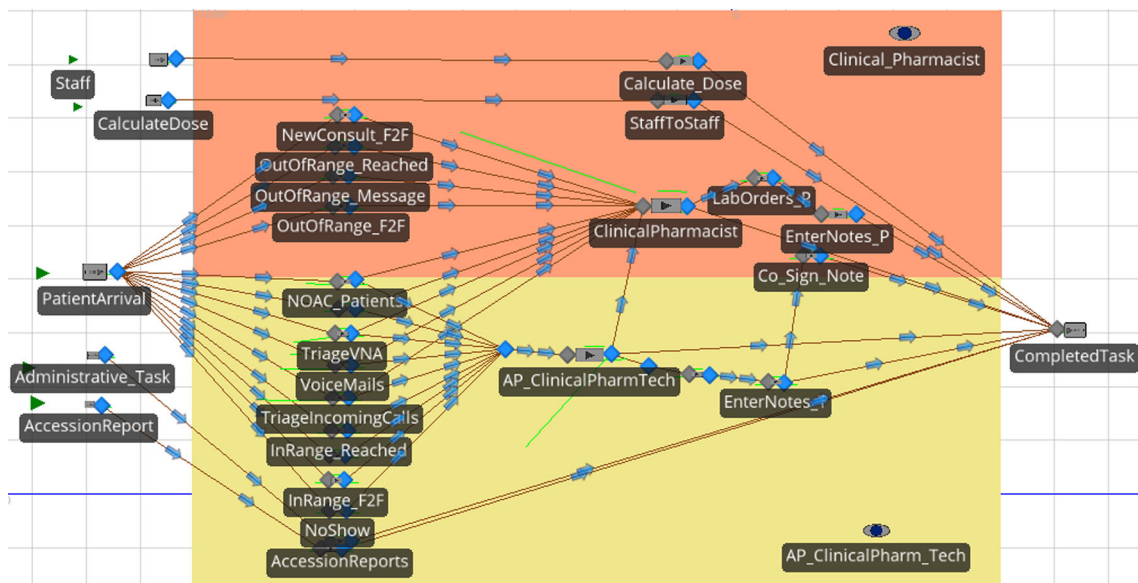 Clinical_Pharmacist
Staff
Calculate_Dose
CalculateDose
StaffToStaff
NewConsult_F2F
OutOfRange_Reached
OutOfRange_Message
LabOrders_P
OutOfRange_F2F
ClinicalPharmacist
EnterNotes_P
Co_Sign_Note
PatientArrival
NOAC_Patients
TriageVNA
CompletedTask
Administrative_Task
VoiceMails
AP_ClinicalPharmTech
EnterNotes_T
AccessionReport
TriageIncomingCalls
InRange_Reached
InRange_F2F
NoShow
AccessionReports
AP_ClinicalPharm_Tech